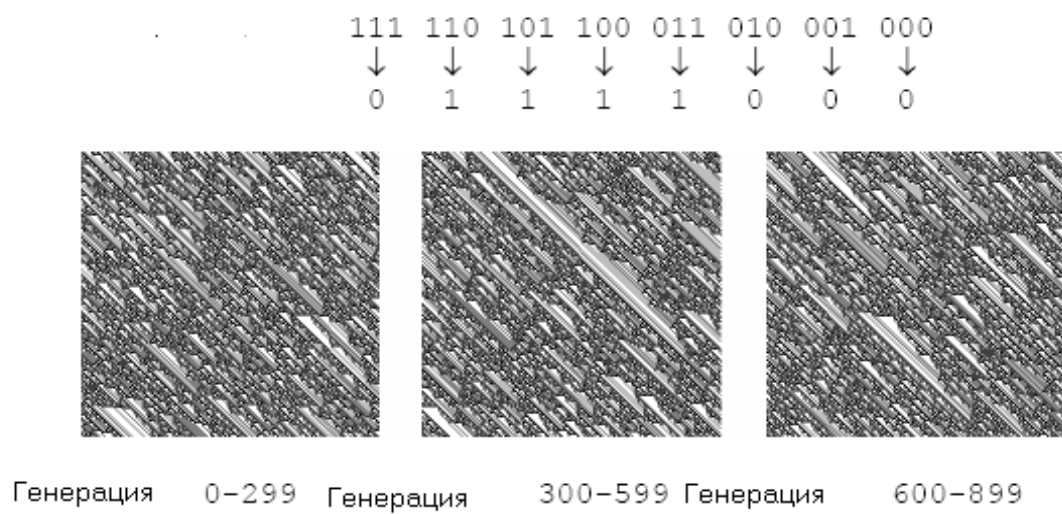 111 110 101 100 011 010 001 000
↓ ↓ ↓ ↓ ↓ ↓ ↓ ↓
0 1 1 1 1 0 0 0
Генерация 0-299 Генерация 300-599 Генерация 600-899